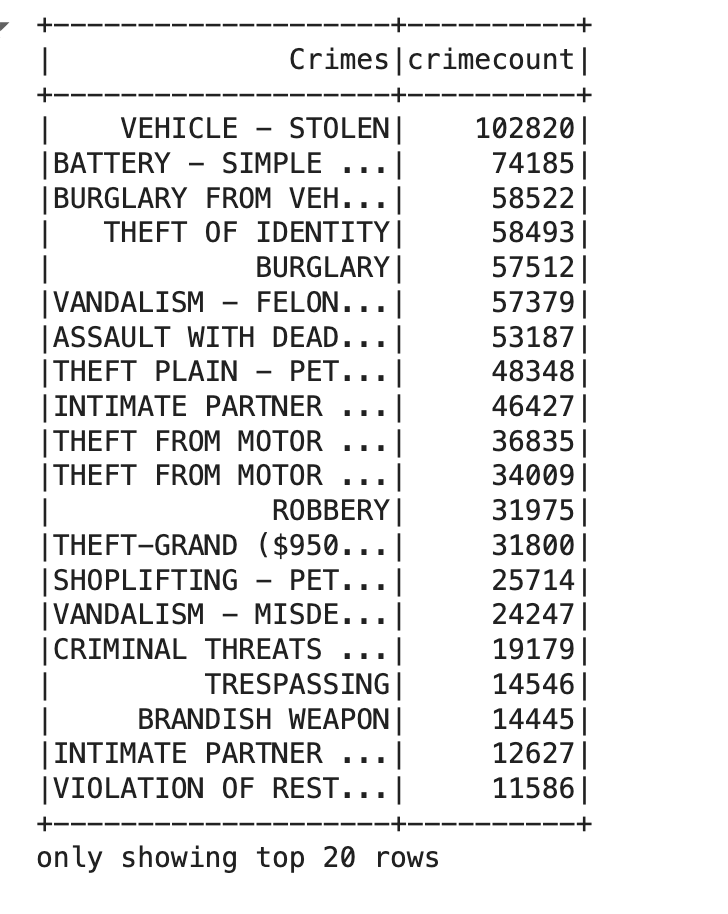 +--------------------+----------+
|              Crimes|crimecount|
+--------------------+----------+
|     VEHICLE - STOLEN|    102820|
|BATTERY - SIMPLE ...|     74185|
|BURGLARY FROM VEH...|     58522|
|   THEFT OF IDENTITY|     58493|
|            BURGLARY|     57512|
|VANDALISM - FELON...|     57379|
|ASSAULT WITH DEAD...|     53187|
|THEFT PLAIN - PET...|     48348|
|INTIMATE PARTNER ...|     46427|
|THEFT FROM MOTOR ...|     36835|
|THEFT FROM MOTOR ...|     34009|
|             ROBBERY|     31975|
|THEFT-GRAND ($950...|     31800|
|SHOPLIFTING - PET...|     25714|
|VANDALISM - MISDE...|     24247|
|CRIMINAL THREATS ...|     19179|
|         TRESPASSING|     14546|
|     BRANDISH WEAPON|     14445|
|INTIMATE PARTNER ...|     12627|
|VIOLATION OF REST...|     11586|
+--------------------+----------+
only showing top 20 rows